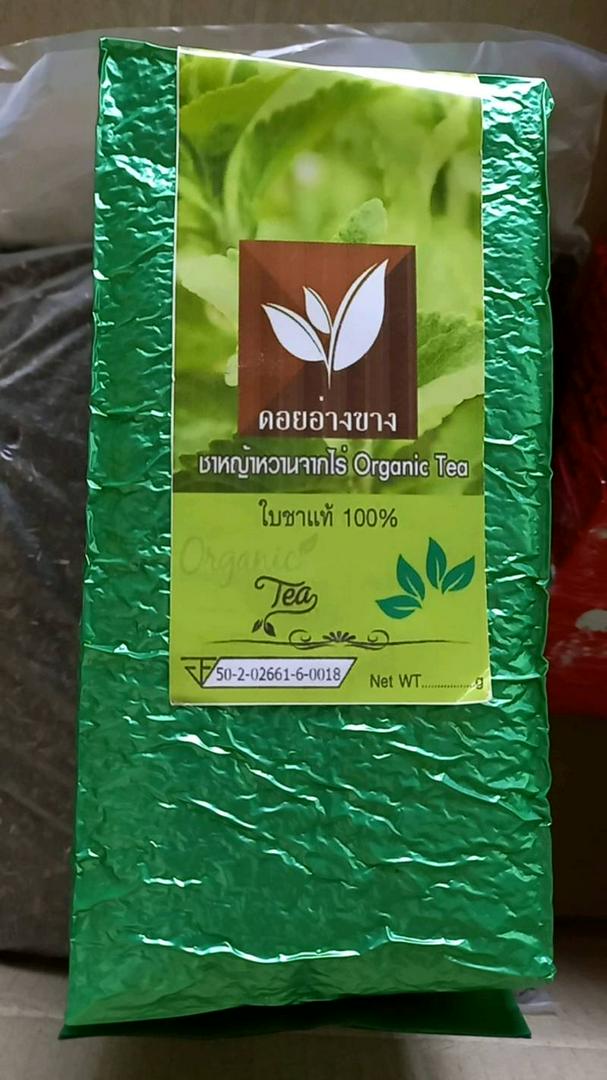 ดอยอ่างขาง
ชาหญ้าหวานจากไร่ Organic Tea
ใบชาแท้ 100%
Organic
Tea
50-2-02661-6-0018
Net WT.................g